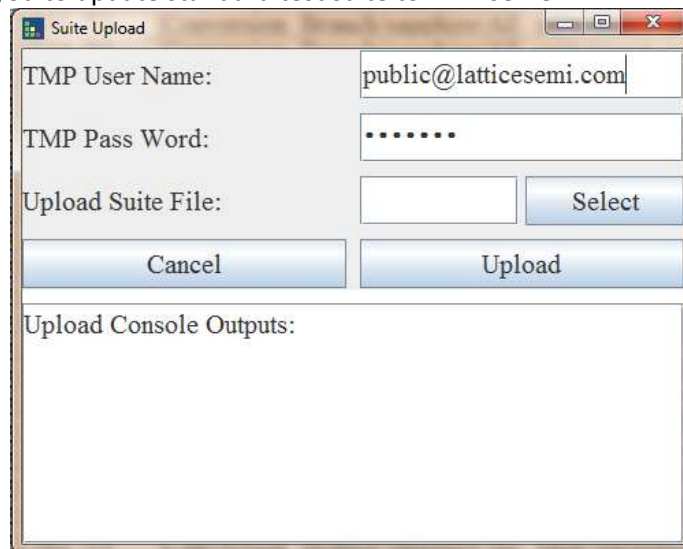 Suite Upload
TMP User Name: public@latticesemi.com
TMP Pass Word: •••••••
Upload Suite File: Select
Cancel Upload
Upload Console Outputs: